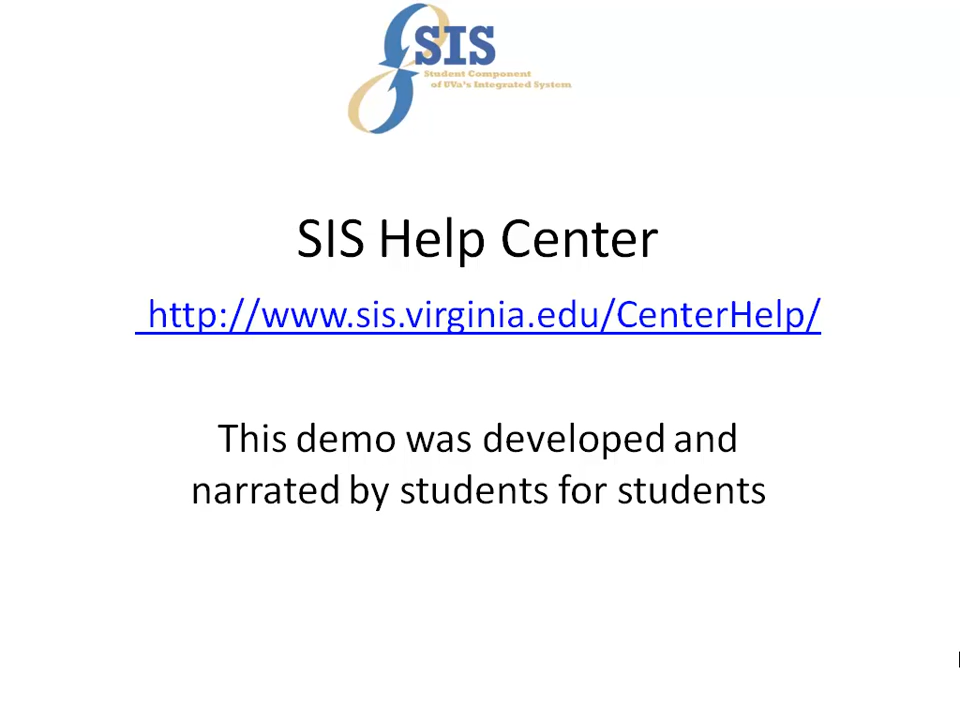 SIS
Student Component
of UVa's Integrated System
SIS Help Center
http://www.sis.virginia.edu/CenterHelp/
This demo was developed and
narrated by students for students